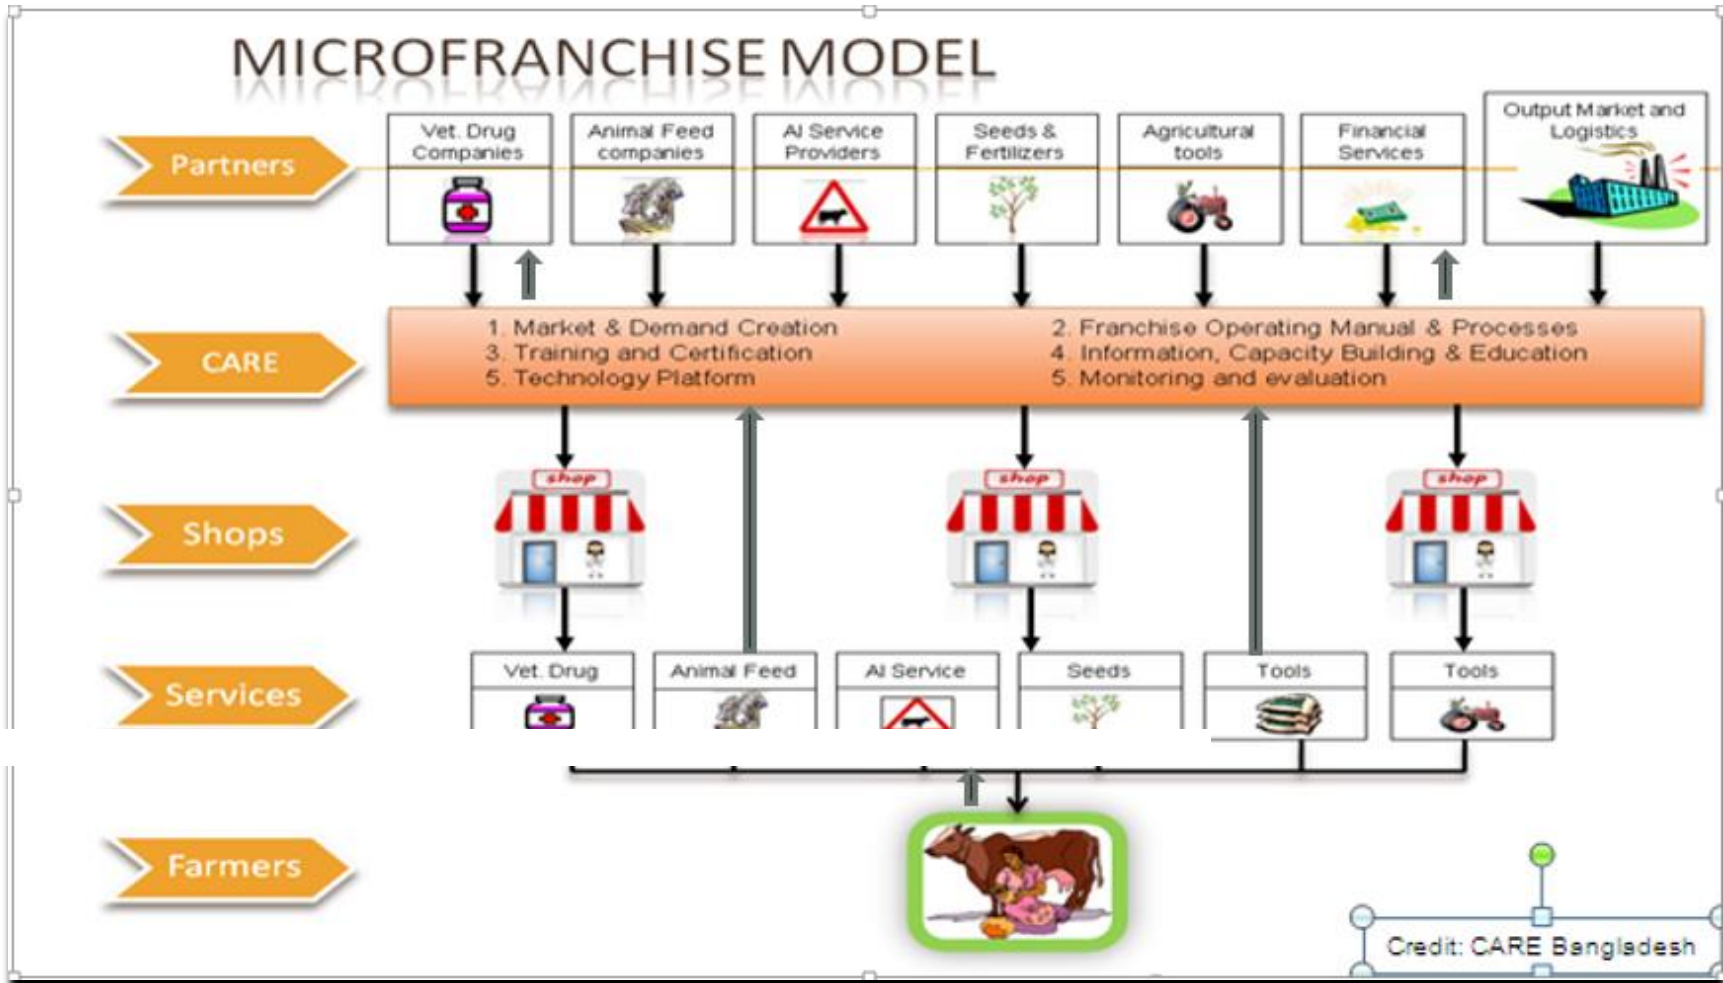 MICROFRANCHISE MODEL
Partners
Vet. Drug
Companies
Animal Feed
companies
AI Service
Providers
Seeds &
Fertilizers
Agricultural
tools
Financial
Services
Output Market and
Logistics
CARE
1. Market & Demand Creation
2. Franchise Operating Manual & Processes
3. Training and Certification
4. Information, Capacity Building & Education
5. Technology Platform
5. Monitoring and evaluation
Shops
shop
shop
shop
Services
Vet. Drug
Animal Feed
AI Service
Seeds
Tools
Tools
Farmers
Credit: CARE Bangladesh